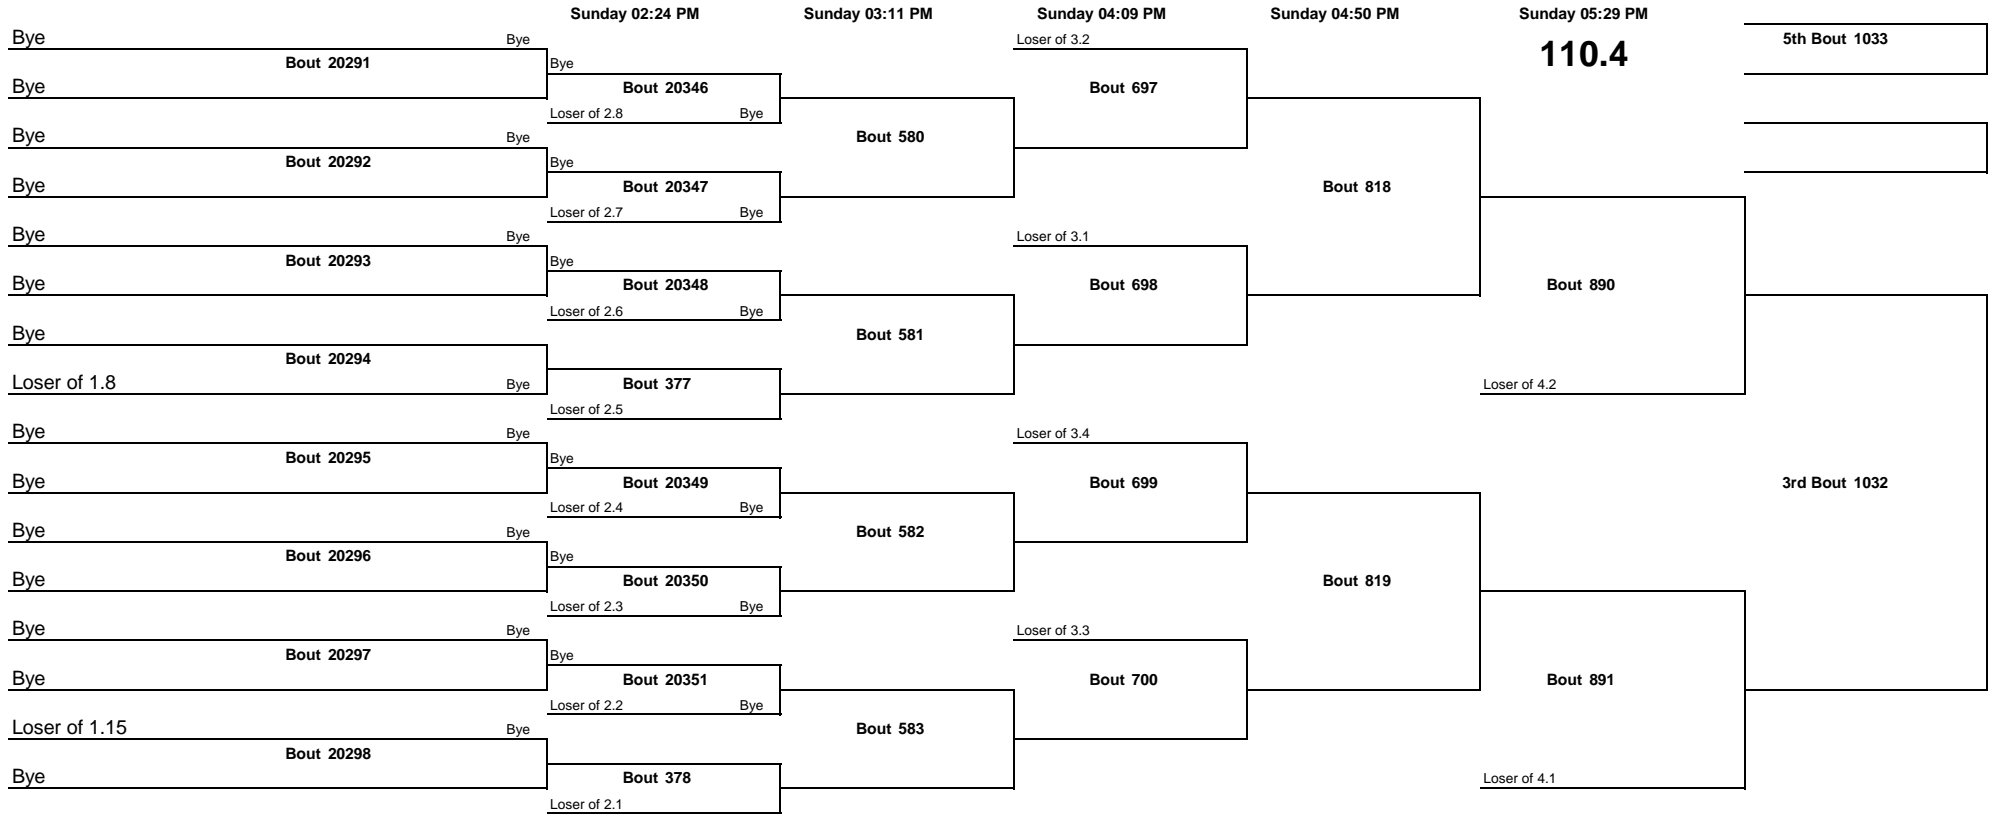 Sunday 02:24 PM
Sunday 03:11 PM
Sunday 04:09 PM
Sunday 04:50 PM
Sunday 05:29 PM
110.4
5th Bout 1033
Bye
Bye
Bout 20291
Bye
Bye
Bye
Bout 20292
Bye
Bye
Bye
Bout 20293
Bye
Bye
Bout 20294
Loser of 1.8
Bye
Bye
Bye
Bout 20295
Bye
Bye
Bye
Bout 20296
Bye
Bye
Bye
Bout 20297
Bye
Loser of 1.15
Bye
Bout 20298
Bye
Bye
Bout 20346
Loser of 2.8
Bye
Bye
Bout 20347
Loser of 2.7
Bye
Bye
Bout 20348
Loser of 2.6
Bye
Bout 377
Loser of 2.5
Bye
Bout 20349
Loser of 2.4
Bye
Bye
Bout 20350
Loser of 2.3
Bye
Bye
Bout 20351
Loser of 2.2
Bye
Bout 378
Loser of 2.1
Bout 580
Bout 581
Bout 582
Bout 583
Loser of 3.2
Bout 697
Loser of 3.1
Bout 698
Loser of 3.4
Bout 699
Loser of 3.3
Bout 700
Bout 818
Bout 819
Bout 890
Loser of 4.2
Bout 891
Loser of 4.1
3rd Bout 1032